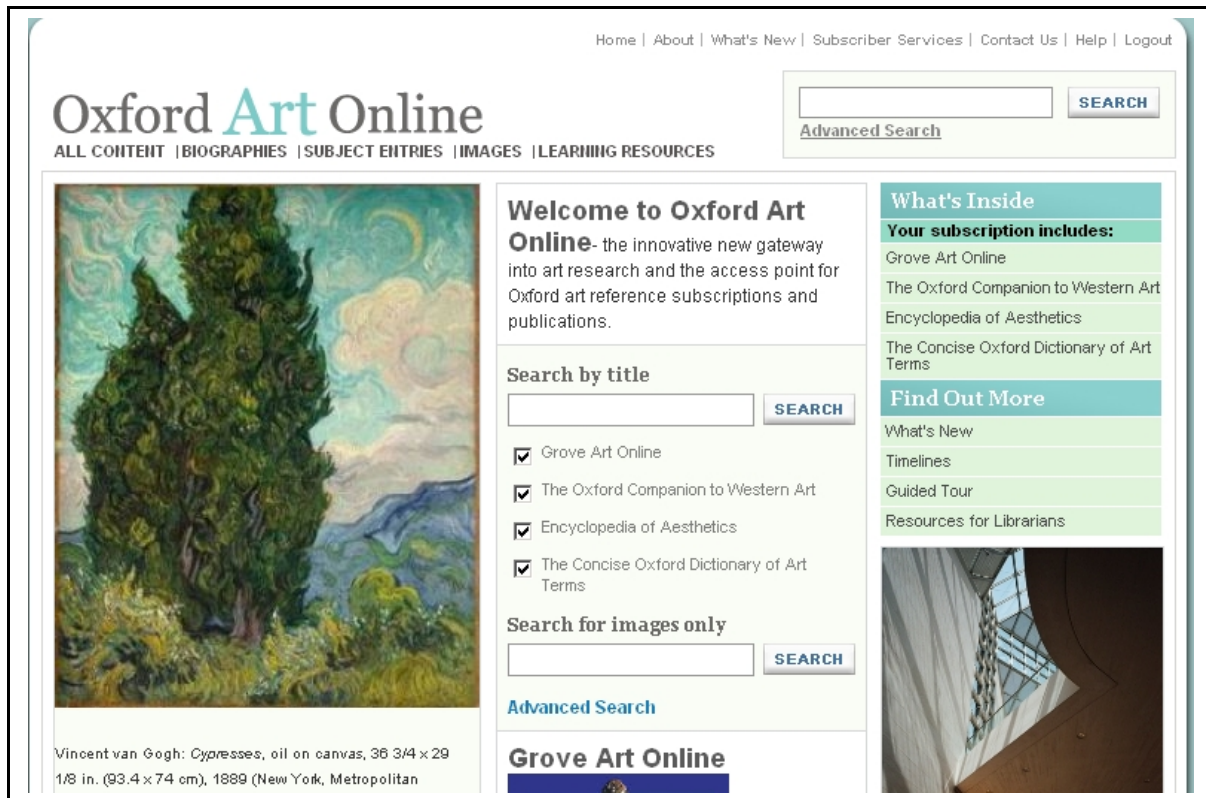 Home | About | What's New | Subscriber Services | Contact Us | Help | Logout
Oxford Art Online
SEARCH
Advanced Search
ALL CONTENT | BIOGRAPHIES | SUBJECT ENTRIES | IMAGES | LEARNING RESOURCES
Welcome to Oxford Art
Online- the innovative new gateway
into art research and the access point for
Oxford art reference subscriptions and
publications.
Search by title
SEARCH
Grove Art Online
The Oxford Companion to Western Art
Encyclopedia of Aesthetics
The Concise Oxford Dictionary of Art
Terms
Search for images only
SEARCH
Advanced Search
Grove Art Online
What's Inside
Your subscription includes:
Grove Art Online
The Oxford Companion to Western Art
Encyclopedia of Aesthetics
The Concise Oxford Dictionary of Art
Terms
Find Out More
What's New
Timelines
Guided Tour
Resources for Librarians
Vincent van Gogh: Cypresses, oil on canvas, 36 3/4 x 29
1/8 in. (93.4 x 74 cm), 1889 (New York, Metropolitan